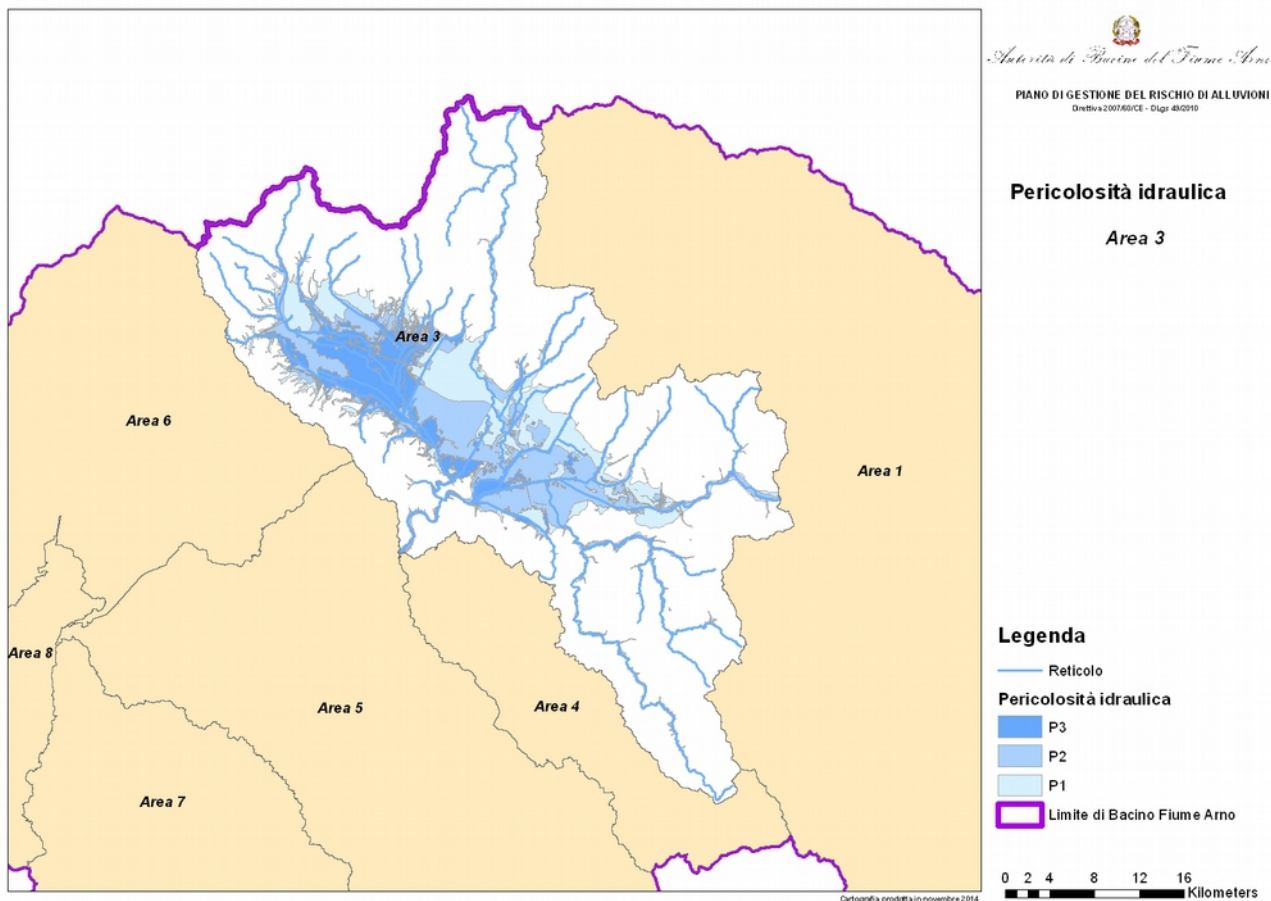 Autorità di Bacino del Fiume Arno
PIANO DI GESTIONE DEL RISCHIO DI ALLUVIONI
Direttiva 2007/60/CE - DLgs 49/2010
Pericolosità idraulica
Area 3
Area 3
Area 6
Area 1
Area 8
Area 5
Area 4
Area 7
Legenda
Reticolo
Pericolosità idraulica
P3
P2
P1
Limite di Bacino Fiume Arno
0 2 4 8 12 16
Kilometers
Cartografia prodotta in novembre 2014